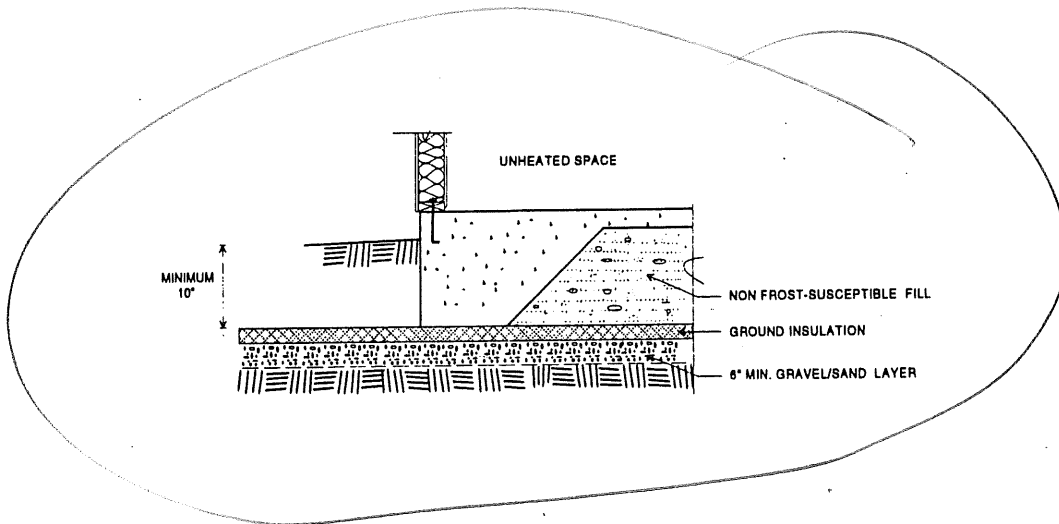 UNHEATED SPACE
MINIMUM
10"
NON FROST-SUSCEPTIBLE FILL
GROUND INSULATION
6" MIN. GRAVEL/SAND LAYER